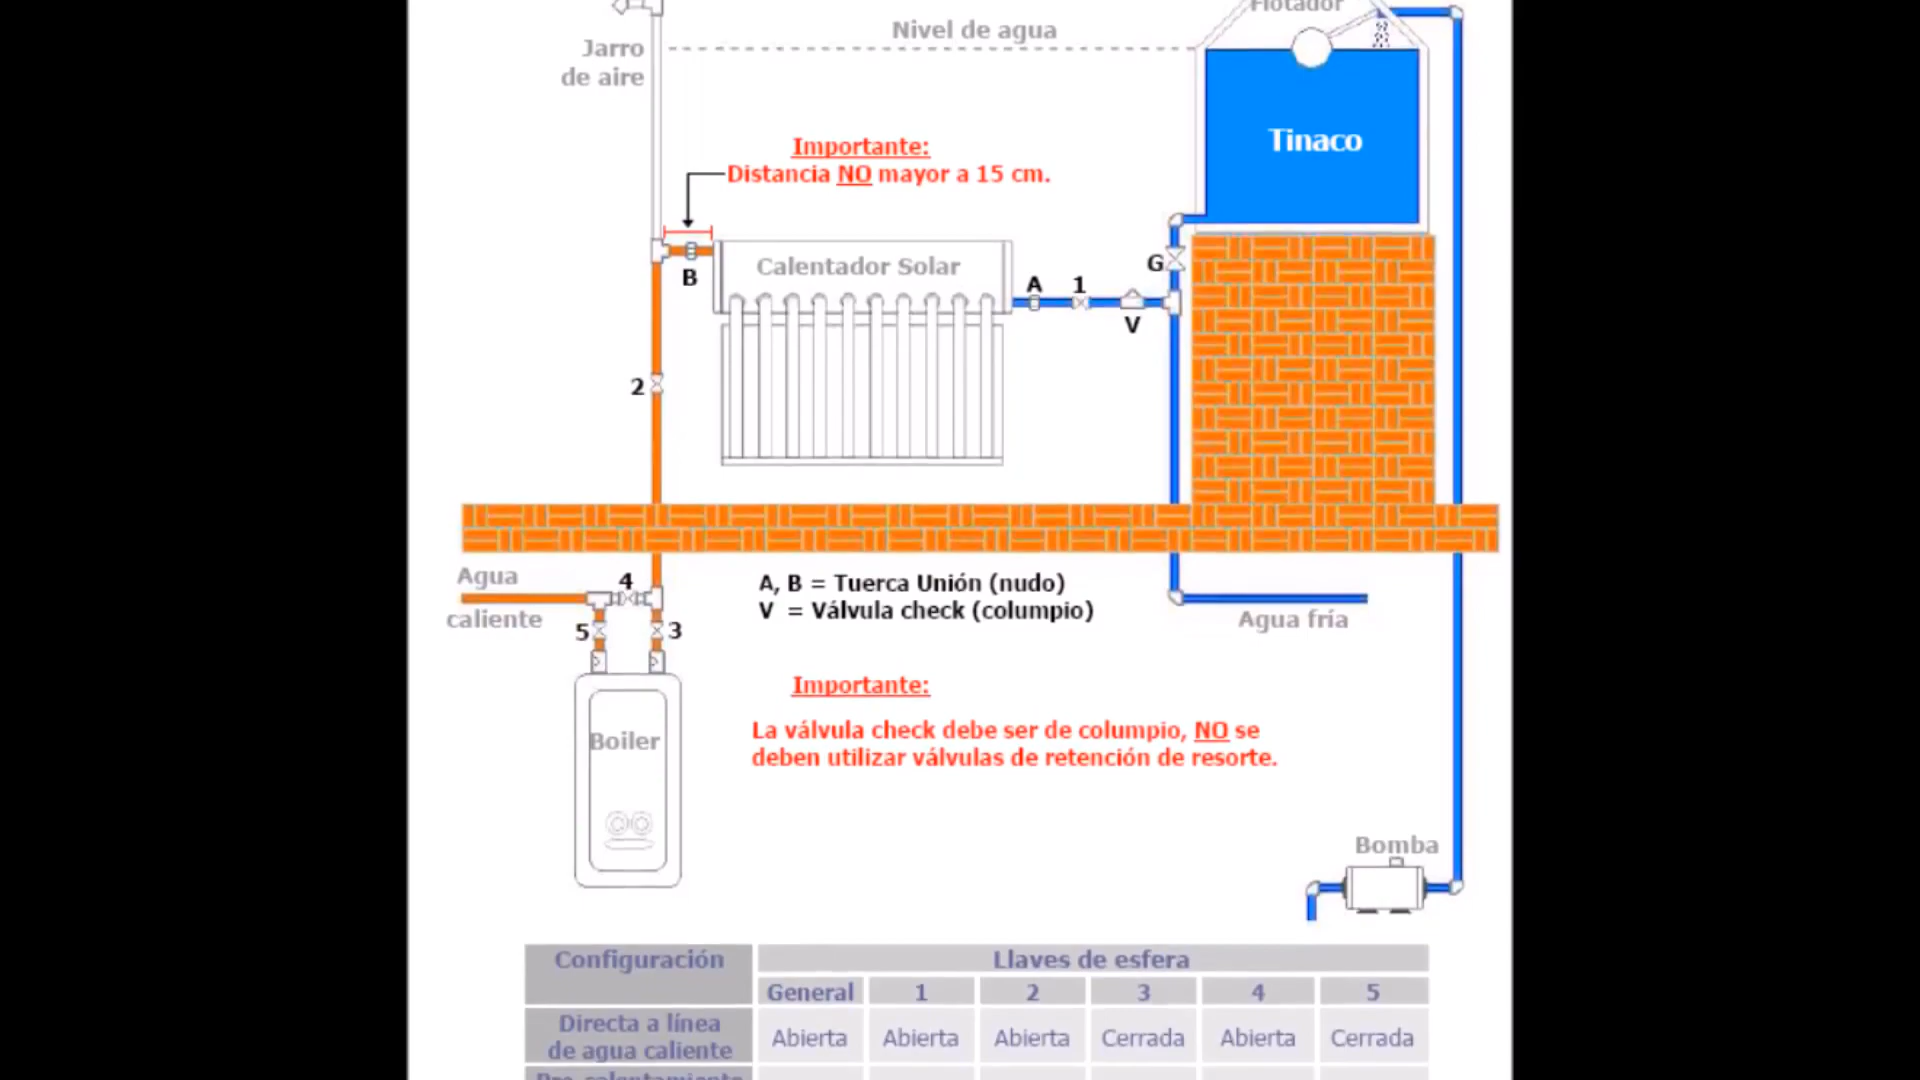 Flotador
Nivel de agua
Jarro
de aire
Tinaco
Importante:
Distancia NO mayor a 15 cm.
B
Calentador Solar
G
A 1
V
2
Agua
caliente
4
5 3
A, B = Tuerca Unión (nudo)
V = Válvula check (columpio)
Agua fría
Importante:
La válvula check debe ser de columpio, NO se
deben utilizar válvulas de retención de resorte.
Boiler
Bomba
Configuración Llaves de esfera
General 1 2 3 4 5
Directa a línea
de agua caliente Abierta Abierta Abierta Cerrada Abierta Cerrada
Pre-calentamiento